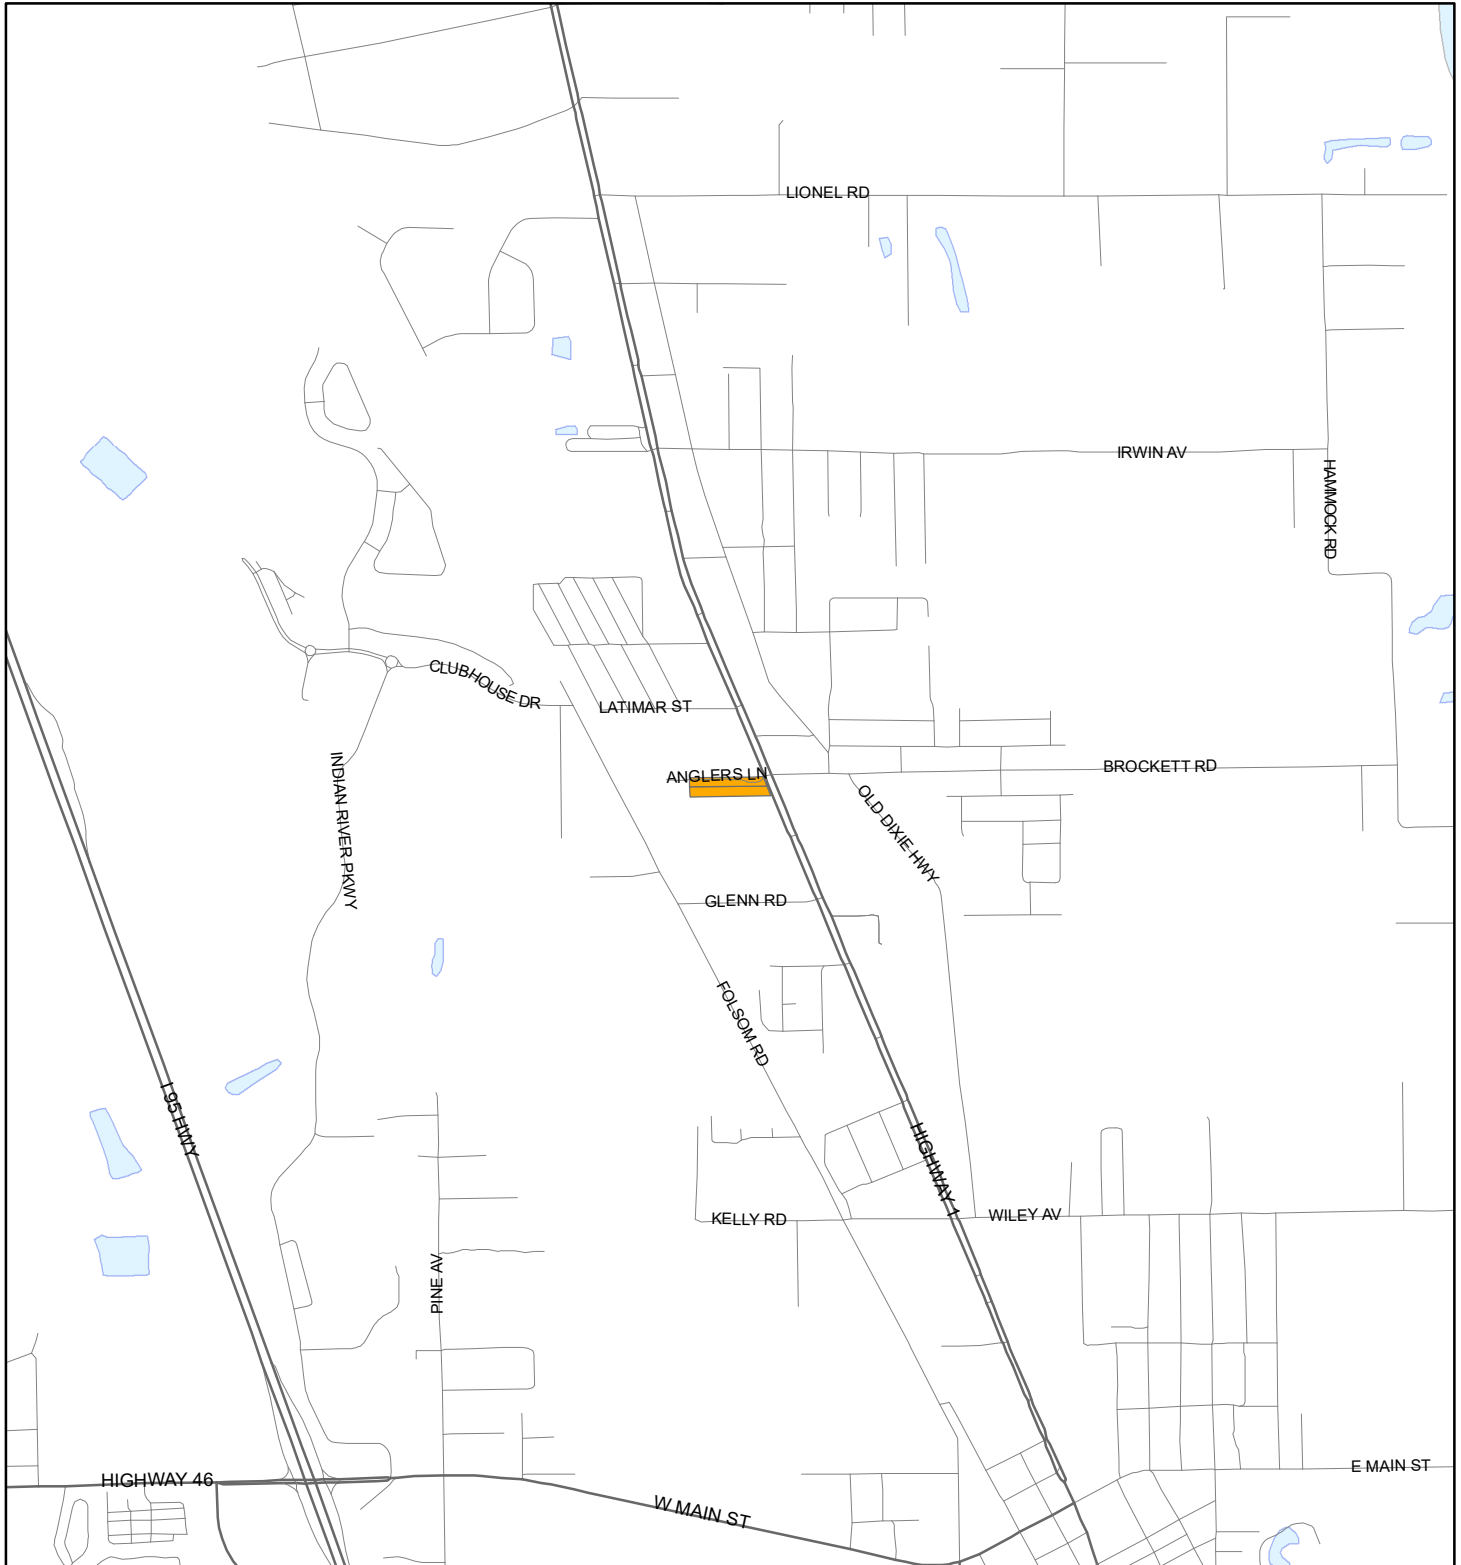 LIONEL RD
IRWIN AV
HAMMOCK RD
CLUBHOUSE DR
LATIMAR ST
ANGLERS LN
BROCKETT RD
INDIAN RIVER PKWY
OLD DIXIE HWY
GLENN RD
FOLSOM RD
I 95 HWY
HIGHWAY 1
KELLY RD
WILEY AV
PINE AV
HIGHWAY 46
W MAIN ST
E MAIN ST